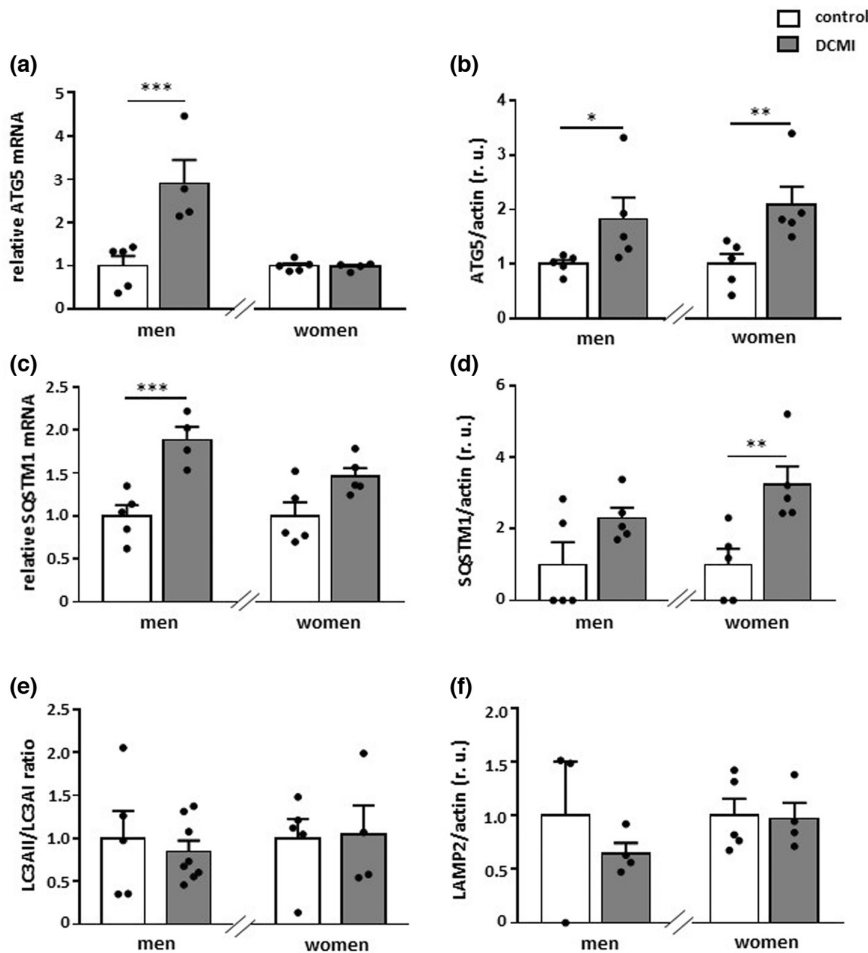 control
DCMI
(a)
***
relative ATG5 mRNA
5
4
3
2
1
0
men
women
(b)
*
**
ATG5/actin (r. u.)
4
3
2
1
0
men
women
(c)
***
relative SQSTM1 mRNA
2.5
2.0
1.5
1.0
0.5
0
men
women
(d)
**
SQSTM1/actin (r. u.)
6
4
2
0
men
women
(e)
LC3AII/LC3AI ratio
2.5
2.0
1.5
1.0
0.5
0
men
women
(f)
LAMP2/actin (r. u.)
2.0
1.5
1.0
0.5
0
men
women